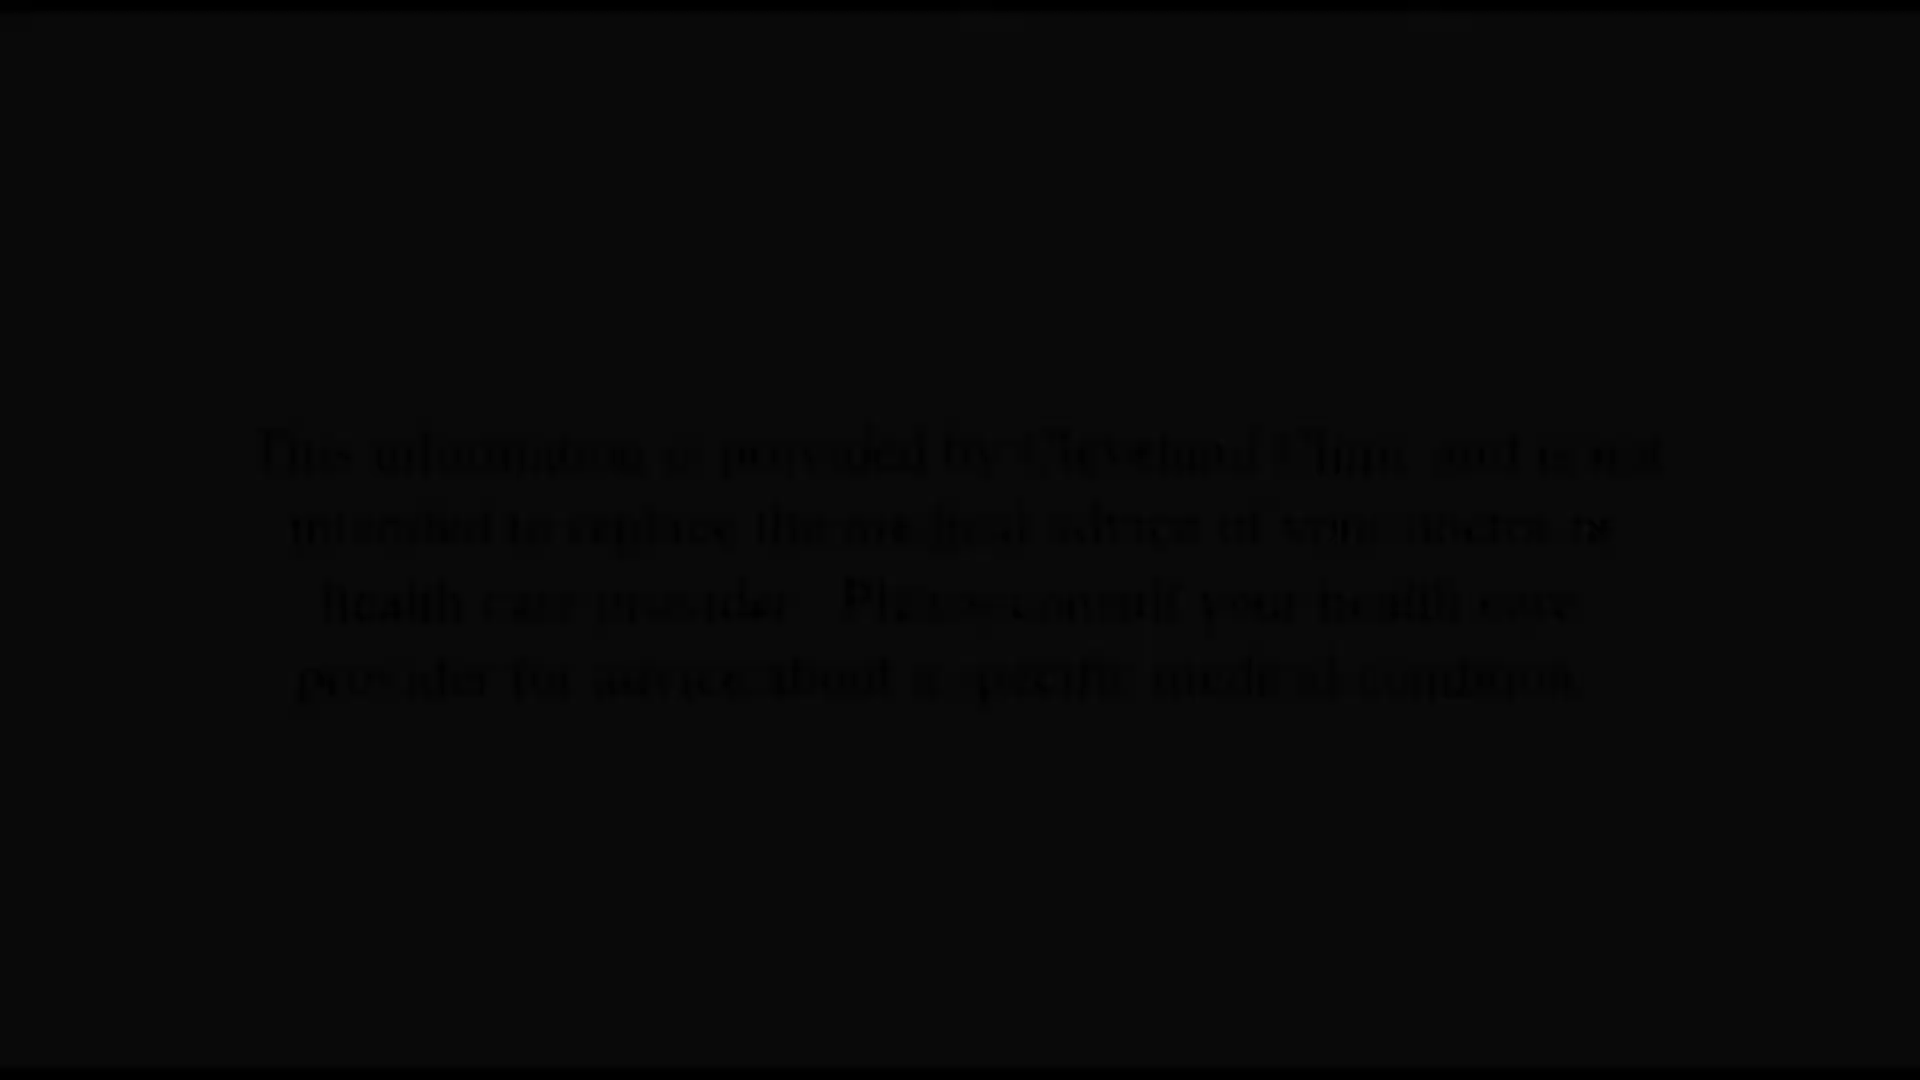 This information is provided by Cleveland Clinic and is not
intended to replace the medical advice of your doctor or
health care provider. Please consult your health care
provider for advice about a specific medical condition.